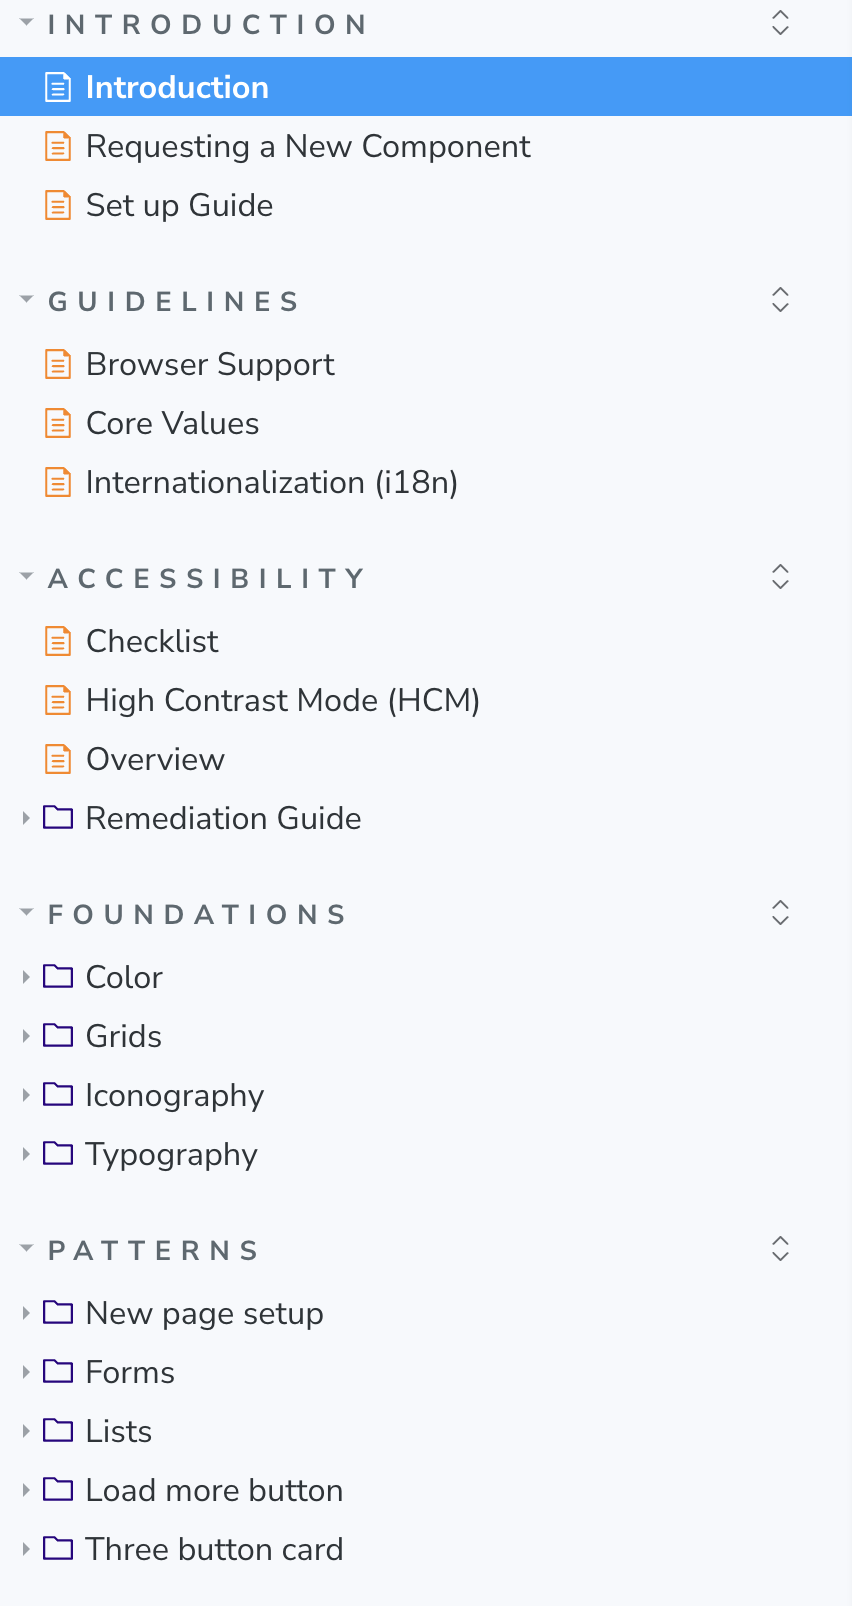 INTRODUCTION
Introduction
Requesting a New Component
Set up Guide
GUIDELINES
Browser Support
Core Values
Internationalization (i18n)
ACCESSIBILITY
Checklist
High Contrast Mode (HCM)
Overview
Remediation Guide
FOUNDATIONS
Color
Grids
Iconography
Typography
PATTERNS
New page setup
Forms
Lists
Load more button
Three button card